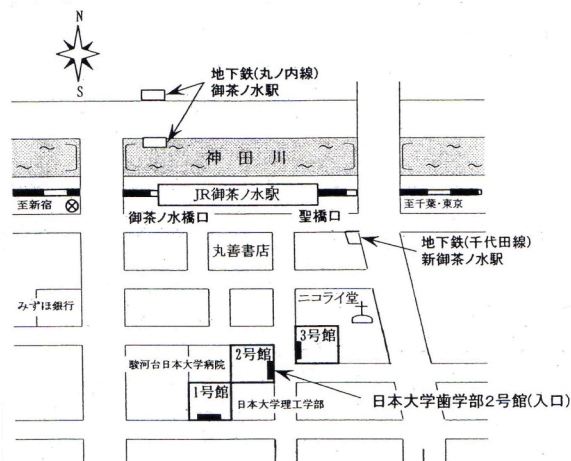 N
S
地下鉄(丸ノ内線)
御茶ノ水駅
神田川
JR御茶ノ水駅
至新宿
至千葉・東京
御茶ノ水橋口
聖橋口
地下鉄(千代田線)
新御茶ノ水駅
丸善書店
みずほ銀行
ニコライ堂
3号館
2号館
駿河台日本大学病院
1号館
日本大学理工学部
日本大学歯学部2号館(入口)